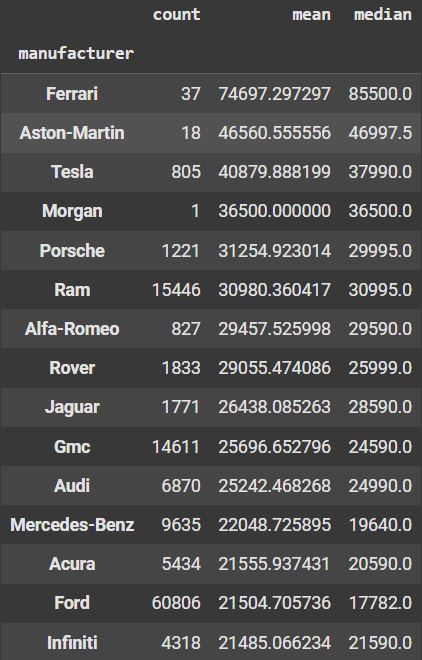 count mean median
manufacturer
Ferrari 37 74697.297297 85500.0
Aston-Martin 18 46560.555556 46997.5
Tesla 805 40879.888199 37990.0
Morgan 1 36500.000000 36500.0
Porsche 1221 31254.923014 29995.0
Ram 15446 30980.360417 30995.0
Alfa-Romeo 827 29457.525998 29590.0
Rover 1833 29055.474086 25999.0
Jaguar 1771 26438.085263 28590.0
Gmc 14611 25696.652796 24590.0
Audi 6870 25242.468268 24990.0
Mercedes-Benz 9635 22048.725895 19640.0
Acura 5434 21555.937431 20590.0
Ford 60806 21504.705736 17782.0
Infiniti 4318 21485.066234 21590.0